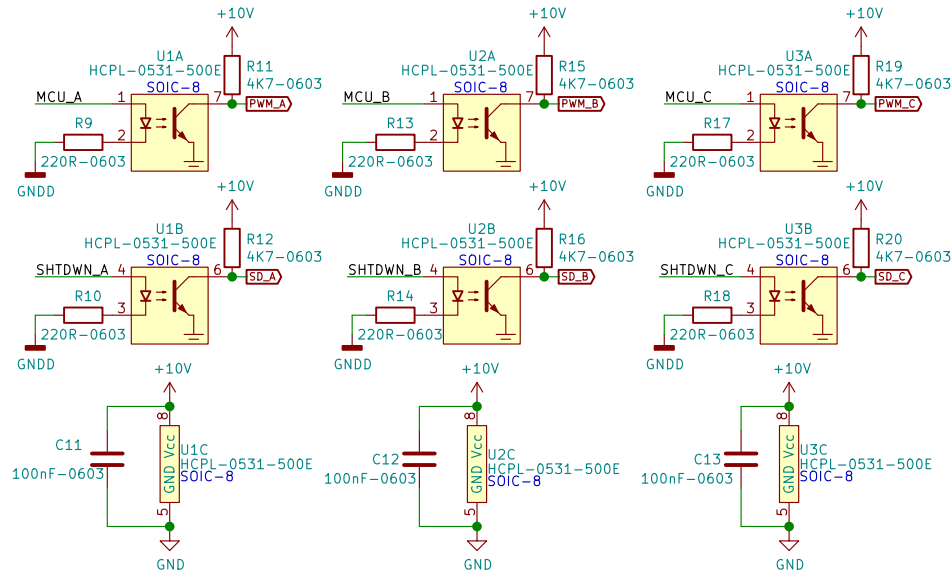 +10V
+10V
+10V
U1A
HCPL-0531-500E
SOIC-8
R11
4K7-0603
MCU_A
1
7
PWM_A
R9
2
220R-0603
GNDD
U2A
HCPL-0531-500E
SOIC-8
R15
4K7-0603
MCU_B
1
7
PWM_B
R13
2
220R-0603
GNDD
U3A
HCPL-0531-500E
SOIC-8
R19
4K7-0603
MCU_C
1
7
PWM_C
R17
2
220R-0603
GNDD
+10V
+10V
+10V
U1B
HCPL-0531-500E
SOIC-8
R12
4K7-0603
SHTDWN_A
4
6
SD_A
R10
3
220R-0603
GNDD
U2B
HCPL-0531-500E
SOIC-8
R16
4K7-0603
SHTDWN_B
4
6
SD_B
R14
3
220R-0603
GNDD
U3B
HCPL-0531-500E
SOIC-8
R20
4K7-0603
SHTDWN_C
4
6
SD_C
R18
3
220R-0603
GNDD
+10V
8
C11
100nF-0603
GND Vcc
U1C
HCPL-0531-500E
SOIC-8
5
GND
+10V
8
C12
100nF-0603
GND Vcc
U2C
HCPL-0531-500E
SOIC-8
5
GND
+10V
8
C13
100nF-0603
GND Vcc
U3C
HCPL-0531-500E
SOIC-8
5
GND